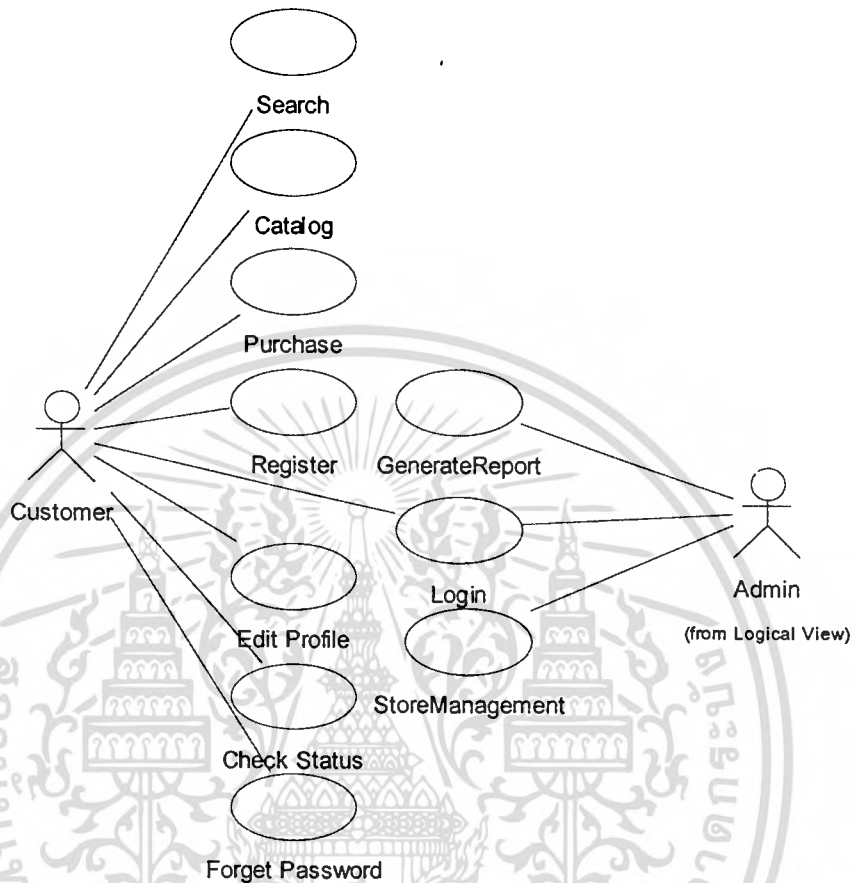 Search
Catalog
Purchase
Register
GenerateReport
Customer
Login
Admin
(from Logical View)
Edit Profile
StoreManagement
Check Status
Forget Password